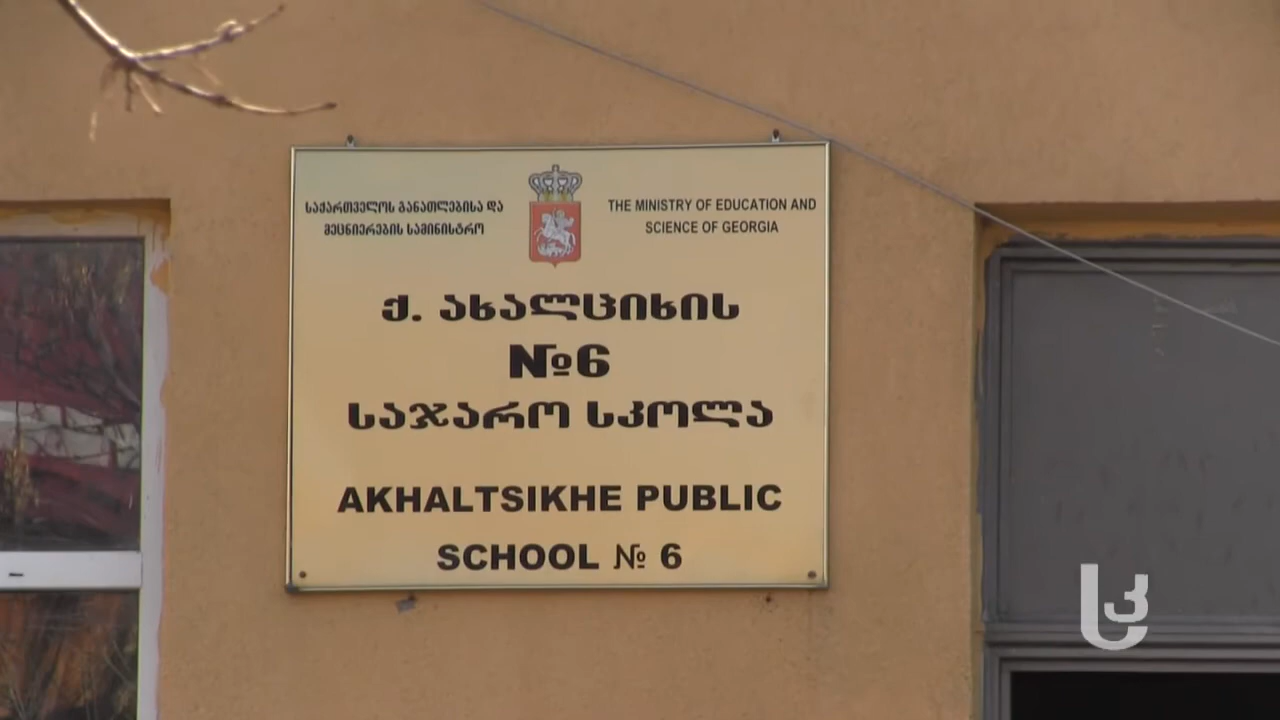 საქართველოს განათლებისა და
მეცნიერების სამინისტრო
THE MINISTRY OF EDUCATION AND
SCIENCE OF GEORGIA
ქ. ახალციხის
№6
საჯარო სკოლა
AKHALTSIKHE PUBLIC
SCHOOL № 6